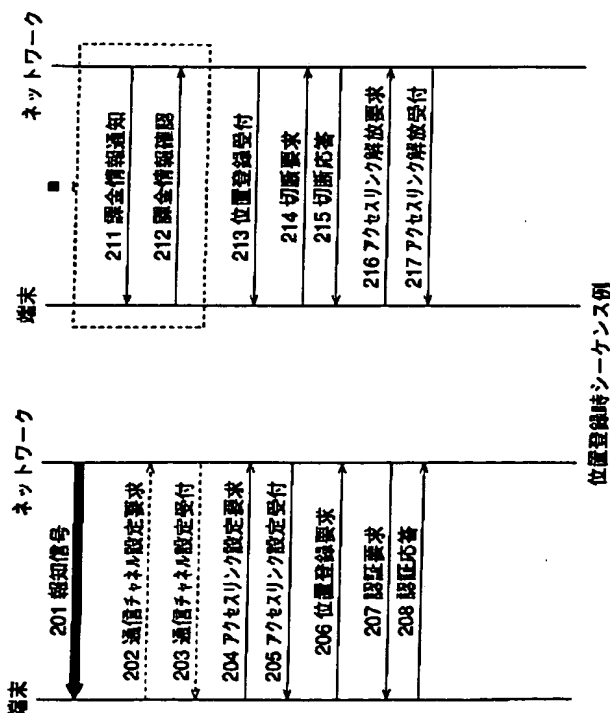 端末
ネットワーク
201 報知信号
202 通信チャネル設定要求
203 通信チャネル設定受付
204 アクセスリンク設定要求
205 アクセスリンク設定受付
206 位置登録要求
207 認証要求
208 認証応答
端末
ネットワーク
211 課金情報通知
212 課金情報確認
213 位置登録受付
214 切断要求
215 切断応答
216 アクセスリンク解放要求
217 アクセスリンク解放受付
位置登録時シーケンス例